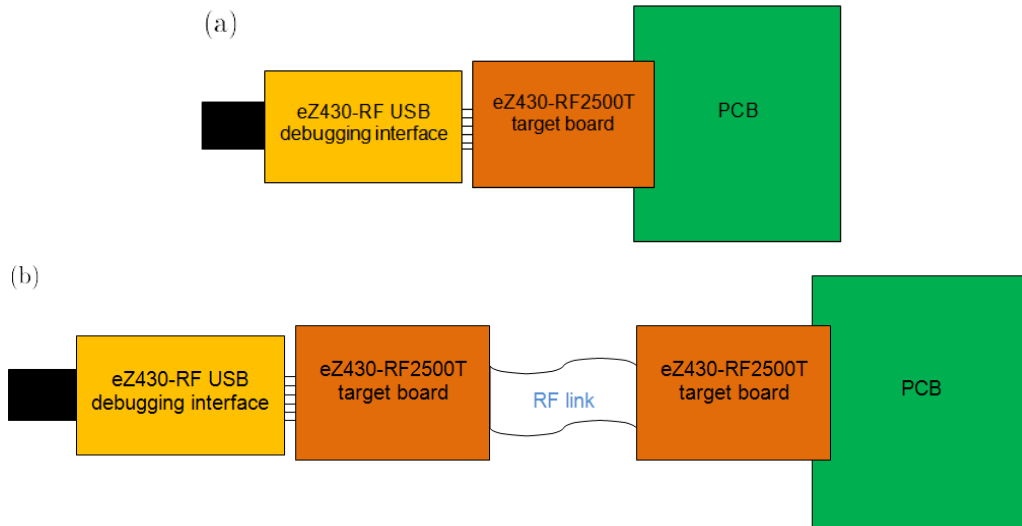 (a)
eZ430-RF USB
debugging interface
eZ430-RF2500T
target board
PCB
(b)
eZ430-RF USB
debugging interface
eZ430-RF2500T
target board
RF link
eZ430-RF2500T
target board
PCB